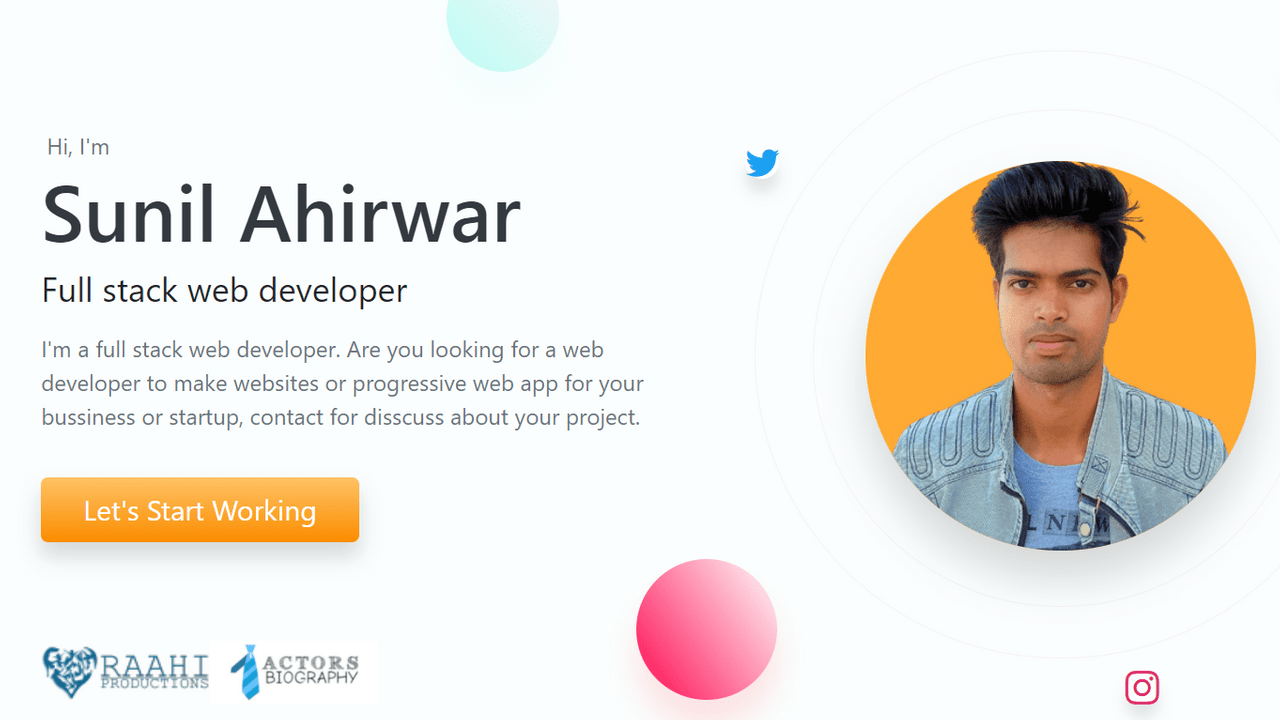 Hi, I'm
Sunil Ahirwar
Full stack web developer
I'm a full stack web developer. Are you looking for a web
developer to make websites or progressive web app for your
bussiness or startup, contact for disscuss about your project.
Let's Start Working
RAAHI
PRODUCTIONS
ACTORS
BIOGRAPHY